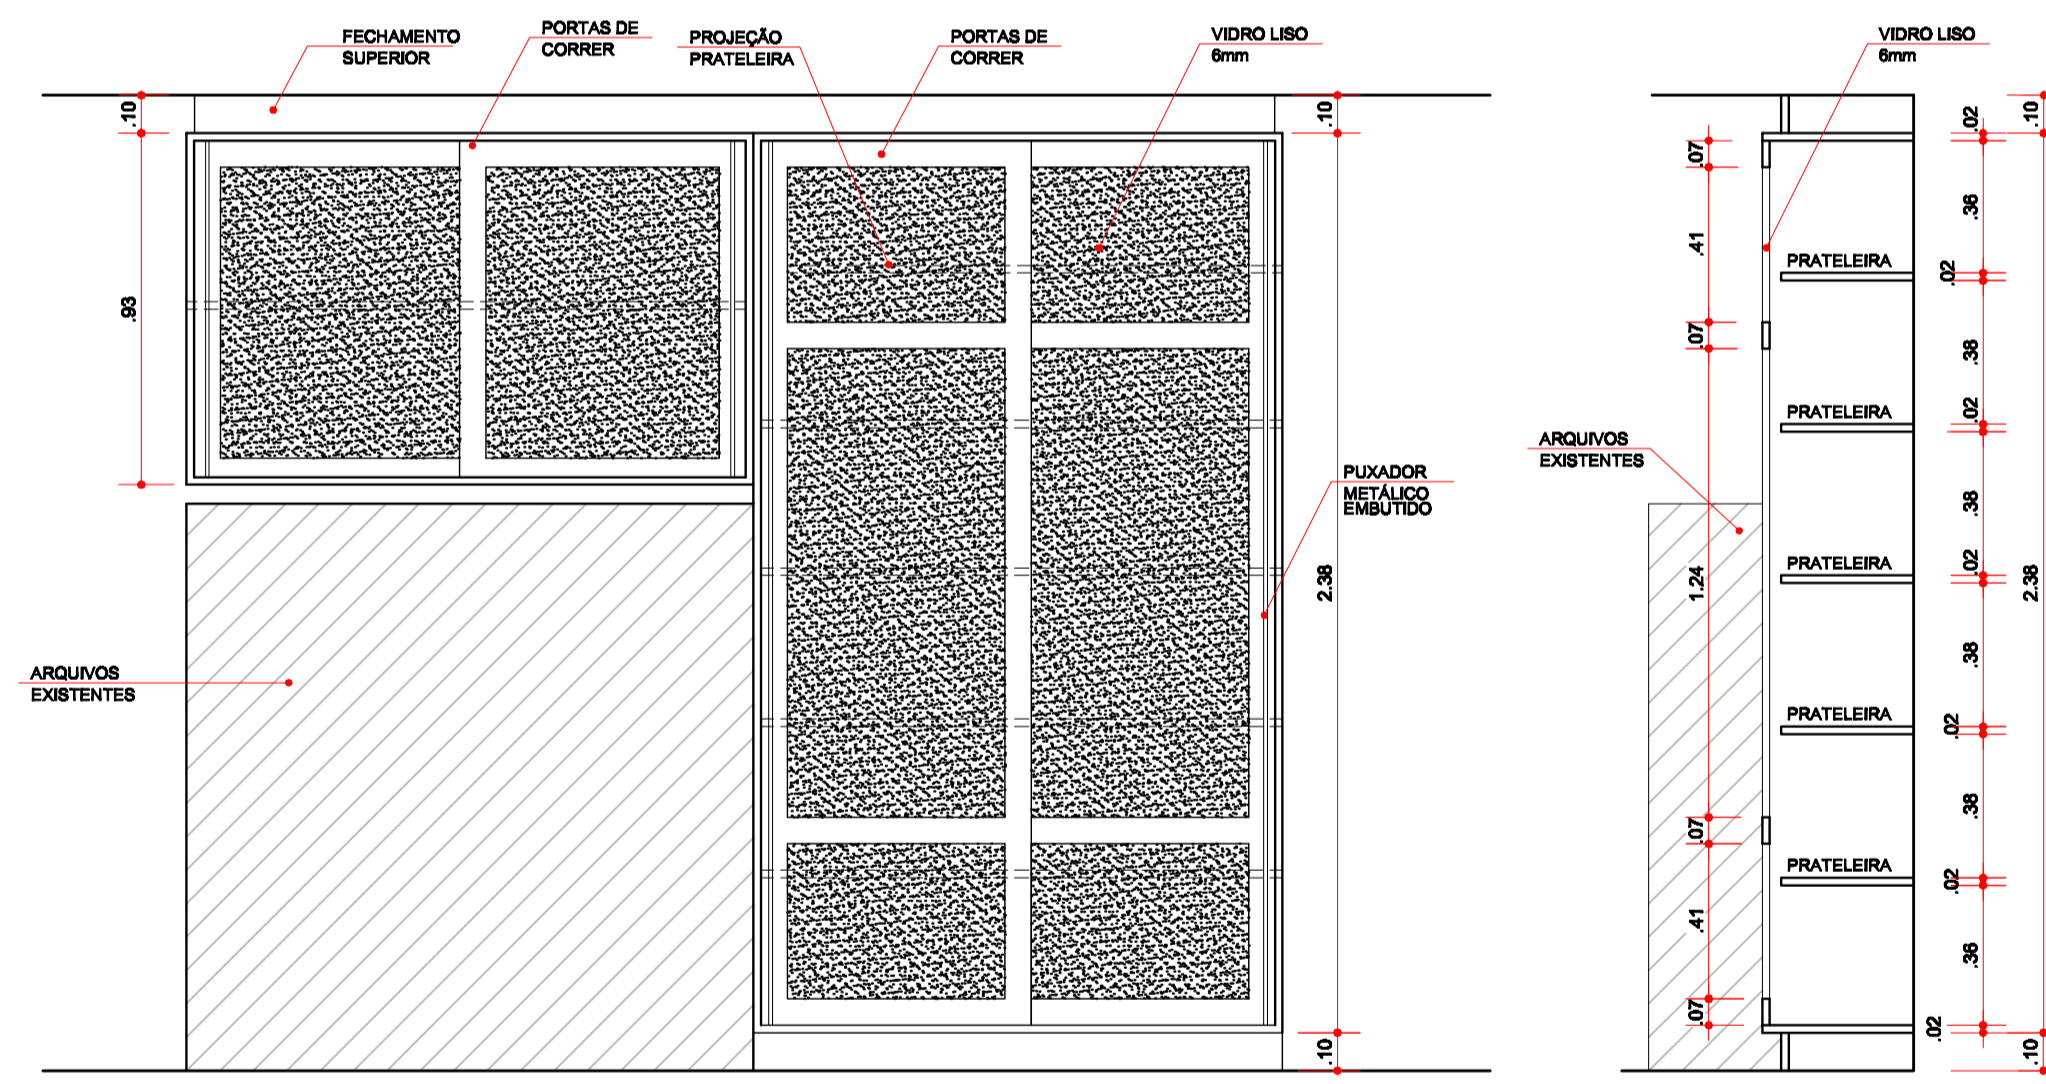 FECHAMENTO
SUPERIOR
PORTAS DE
CORRER
PROJEÇÃO
PRATELEIRA
PORTAS DE
CORRER
VIDRO LISO
6mm
VIDRO LISO
6mm
.10
.93
.10
2.38
.10
ARQUIVOS
EXISTENTES
PUXADOR
METÁLICO
EMBUTIDO
ARQUIVOS
EXISTENTES
.07
.41
.07
1.24
.07
.41
.07
PRATELEIRA
PRATELEIRA
PRATELEIRA
PRATELEIRA
PRATELEIRA
.02
.36
.02
.38
.02
.38
.02
.38
.02
.38
.02
.36
.02
.10
2.38
.10